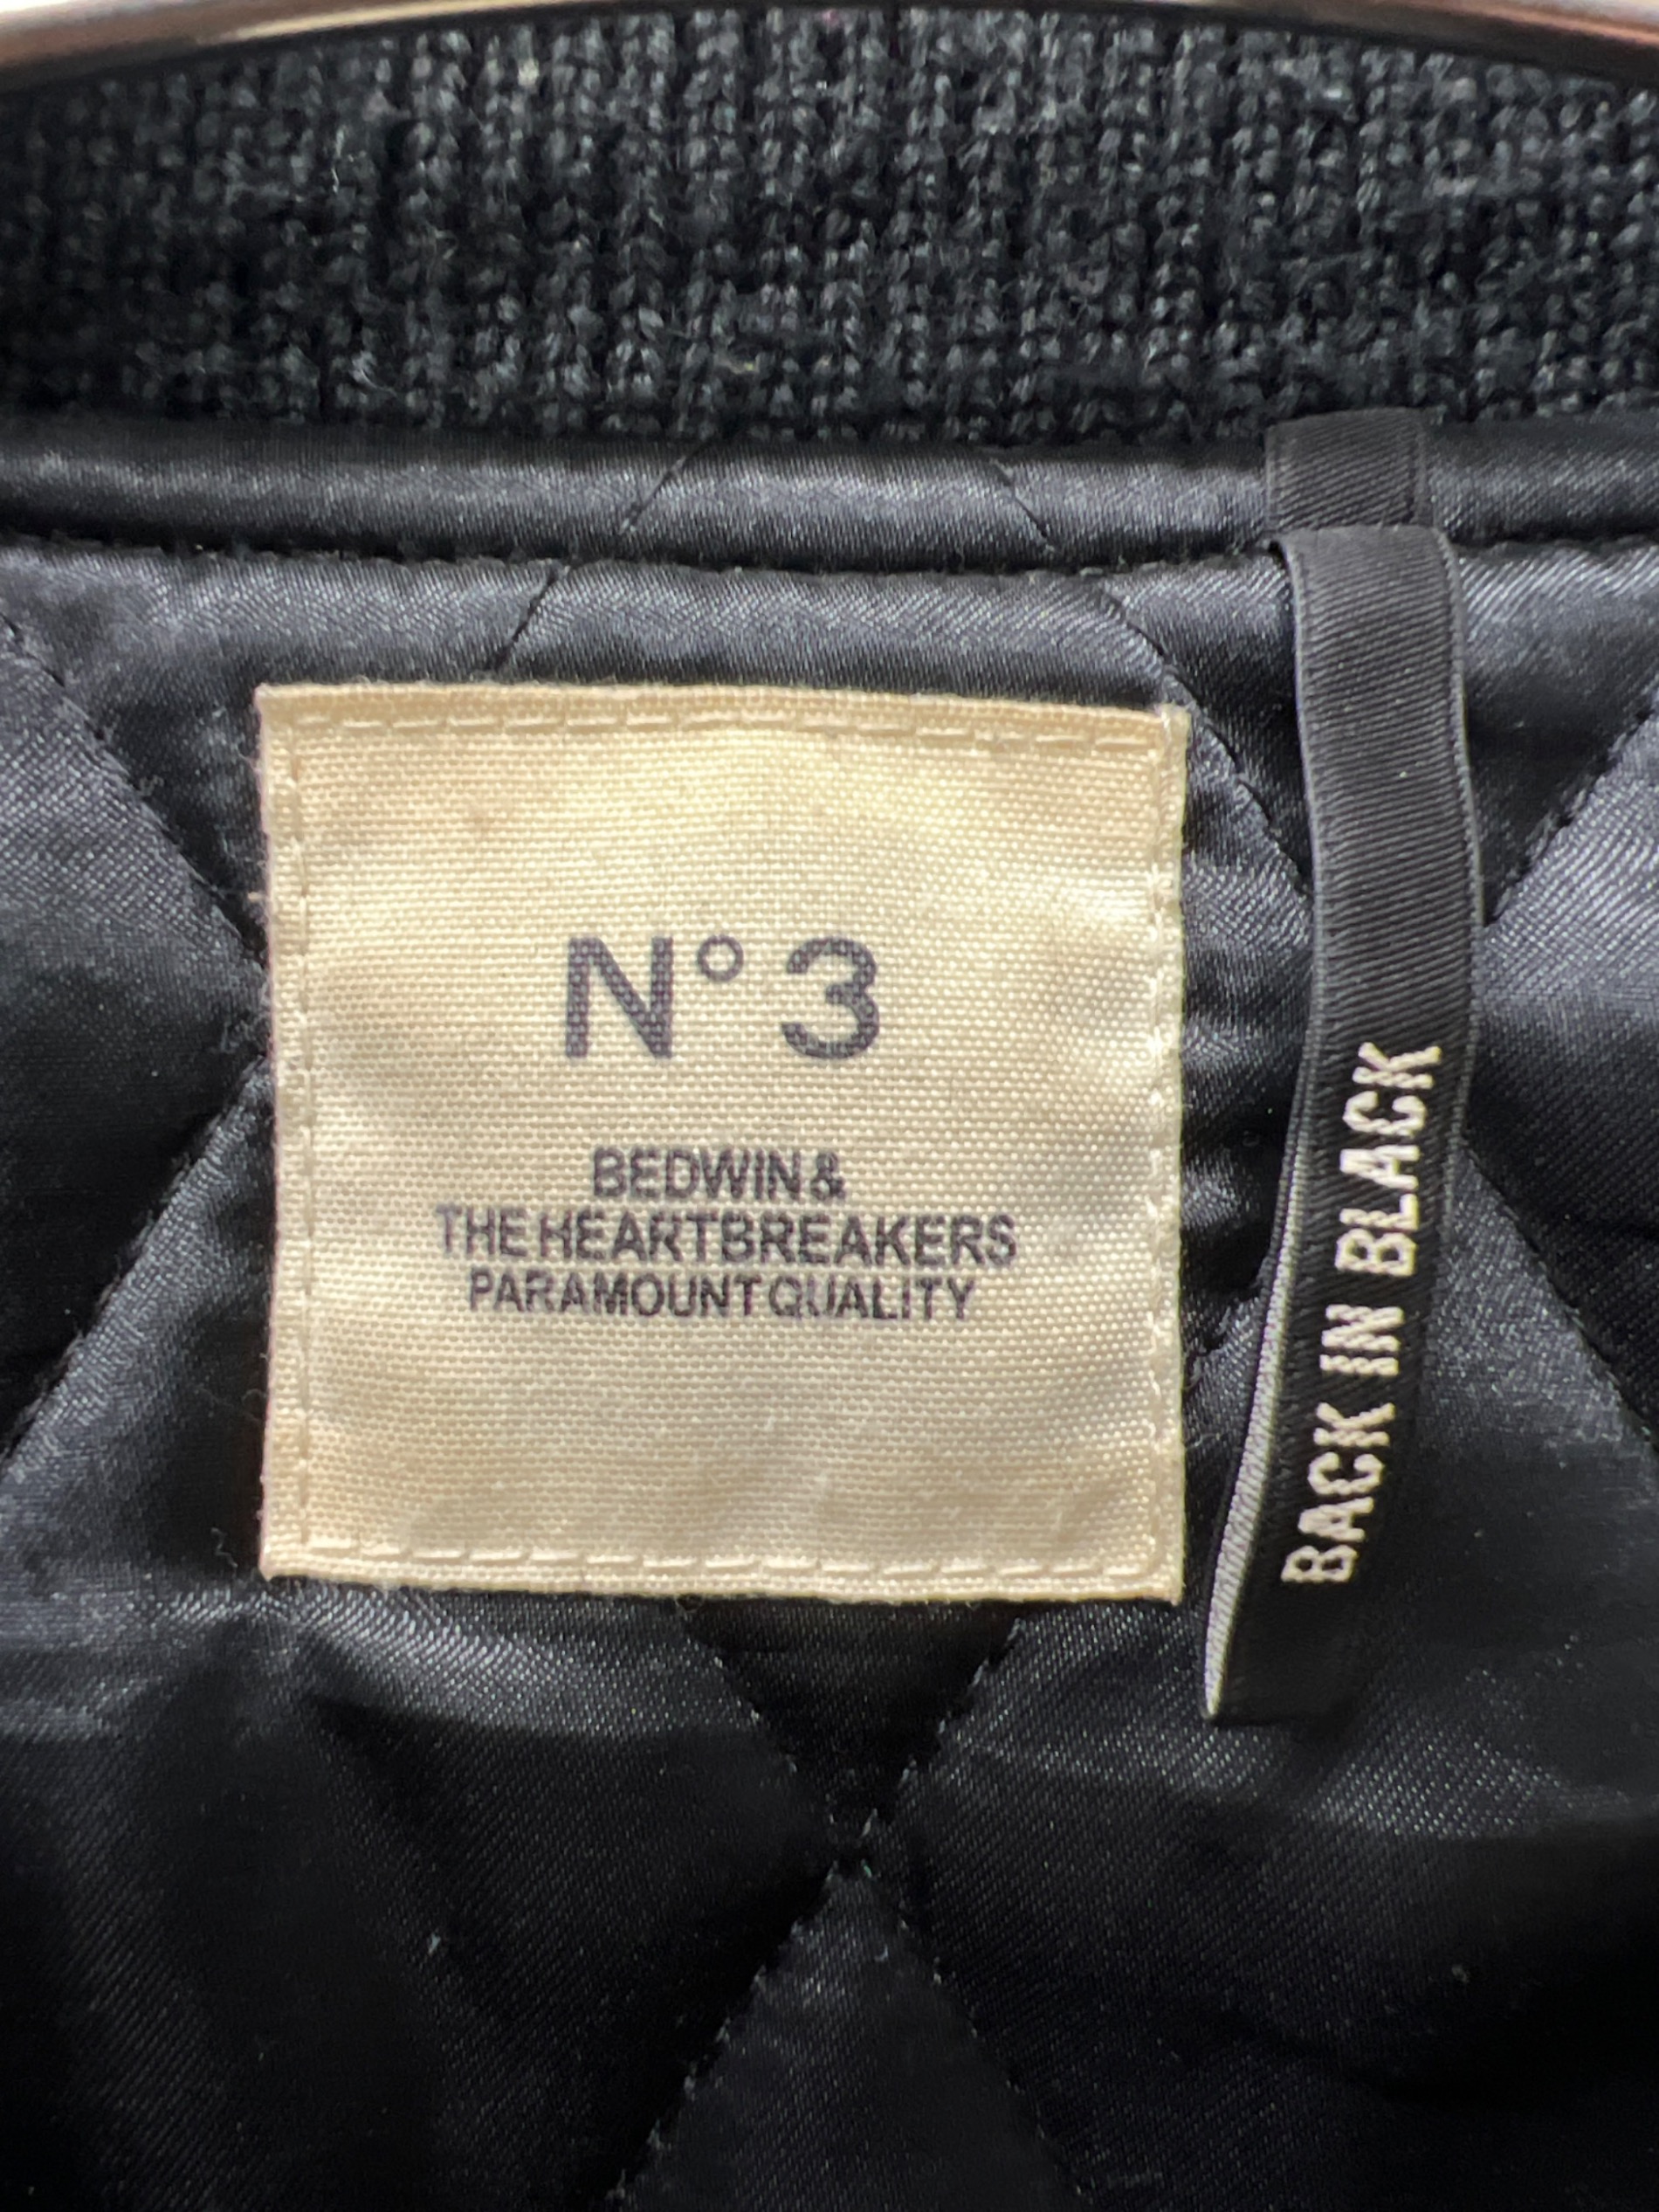 N° 3
BEDWIN &
THE HEARTBREAKERS
PARAMOUNT QUALITY
BACK IN BLACK